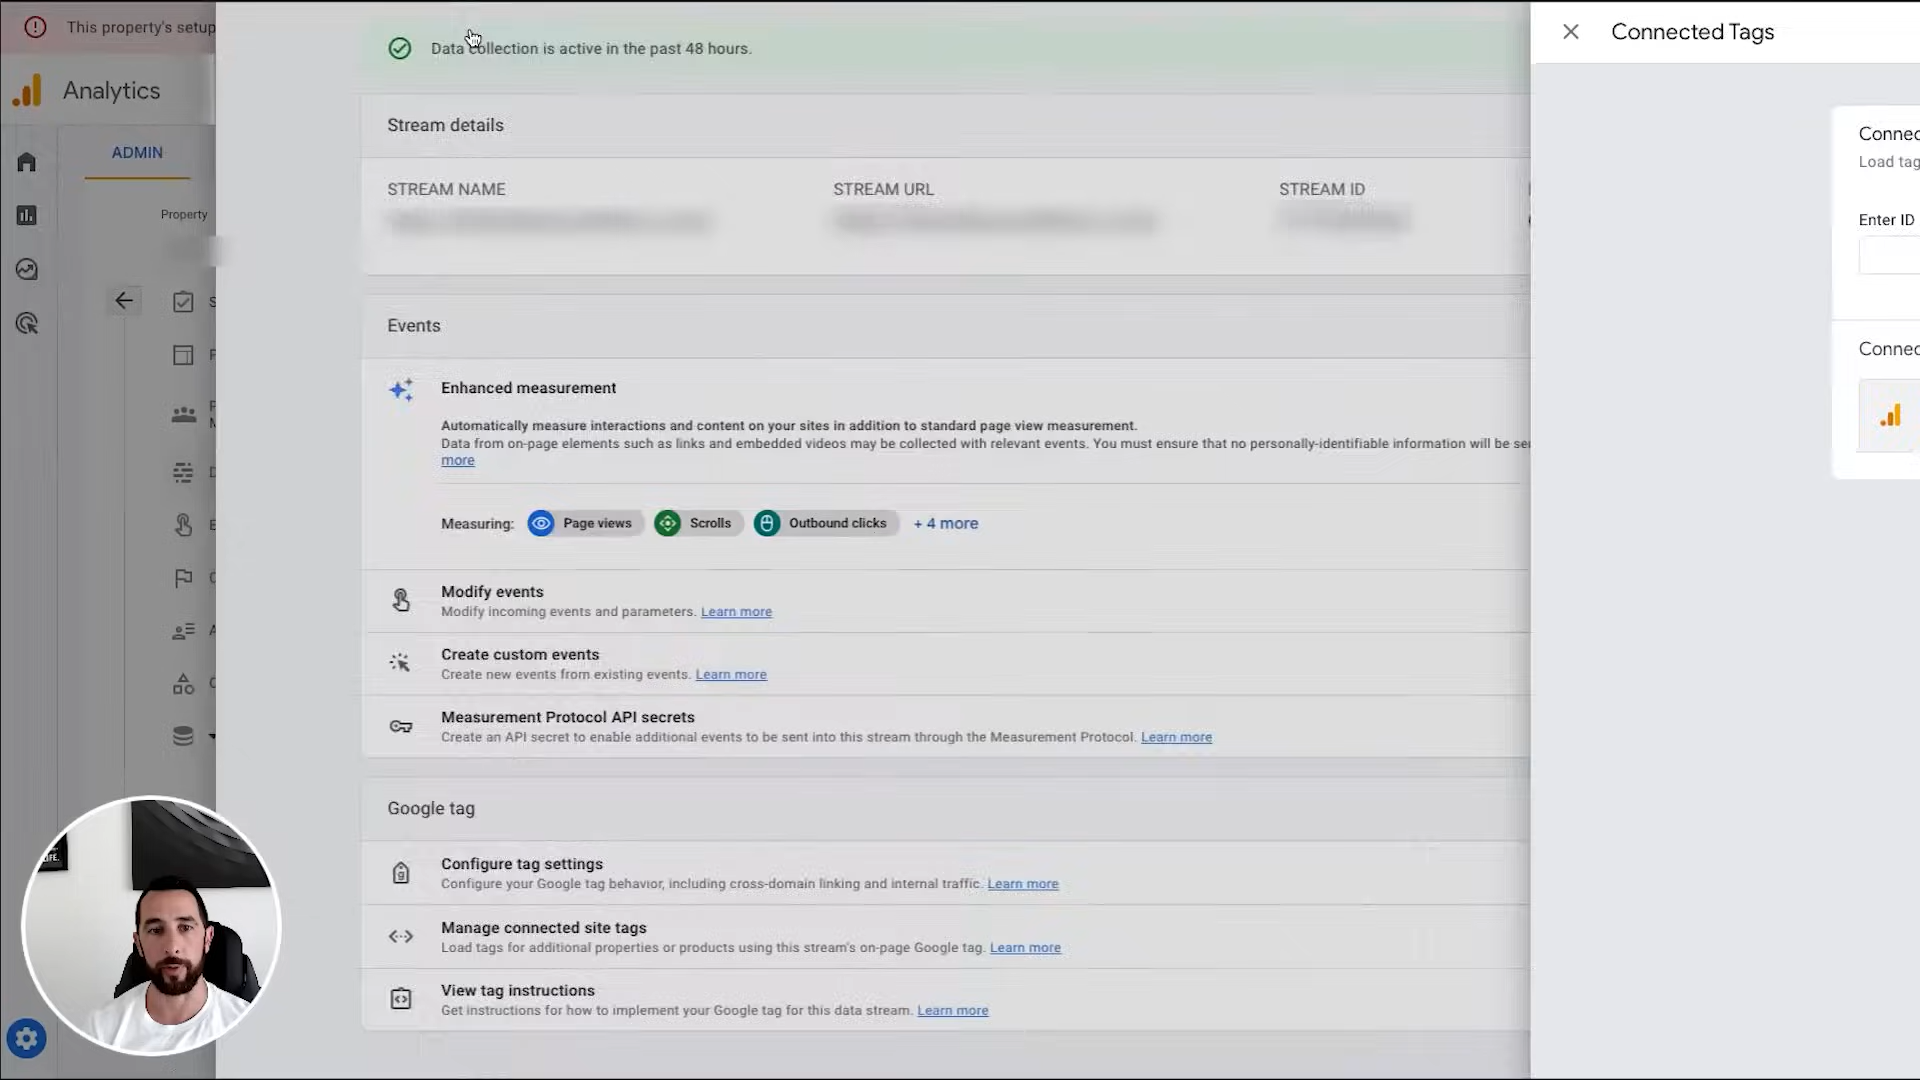 This property's setup
Data collection is active in the past 48 hours.
Connected Tags
Analytics
ADMIN
Property
Stream details
STREAM NAME
STREAM URL
STREAM ID
Events
Enhanced measurement
Automatically measure interactions and content on your sites in addition to standard page view measurement.
Data from on-page elements such as links and embedded videos may be collected with relevant events. You must ensure that no personally-identifiable information will be se
more
Measuring:
Page views
Scrolls
Outbound clicks
+ 4 more
Modify events
Modify incoming events and parameters. Learn more
Create custom events
Create new events from existing events. Learn more
Measurement Protocol API secrets
Create an API secret to enable additional events to be sent into this stream through the Measurement Protocol. Learn more
Google tag
Configure tag settings
Configure your Google tag behavior, including cross-domain linking and internal traffic. Learn more
Manage connected site tags
Load tags for additional properties or products using this stream's on-page Google tag. Learn more
View tag instructions
Get instructions for how to implement your Google tag for this data stream. Learn more
Connec
Load tag
Enter ID
Connec